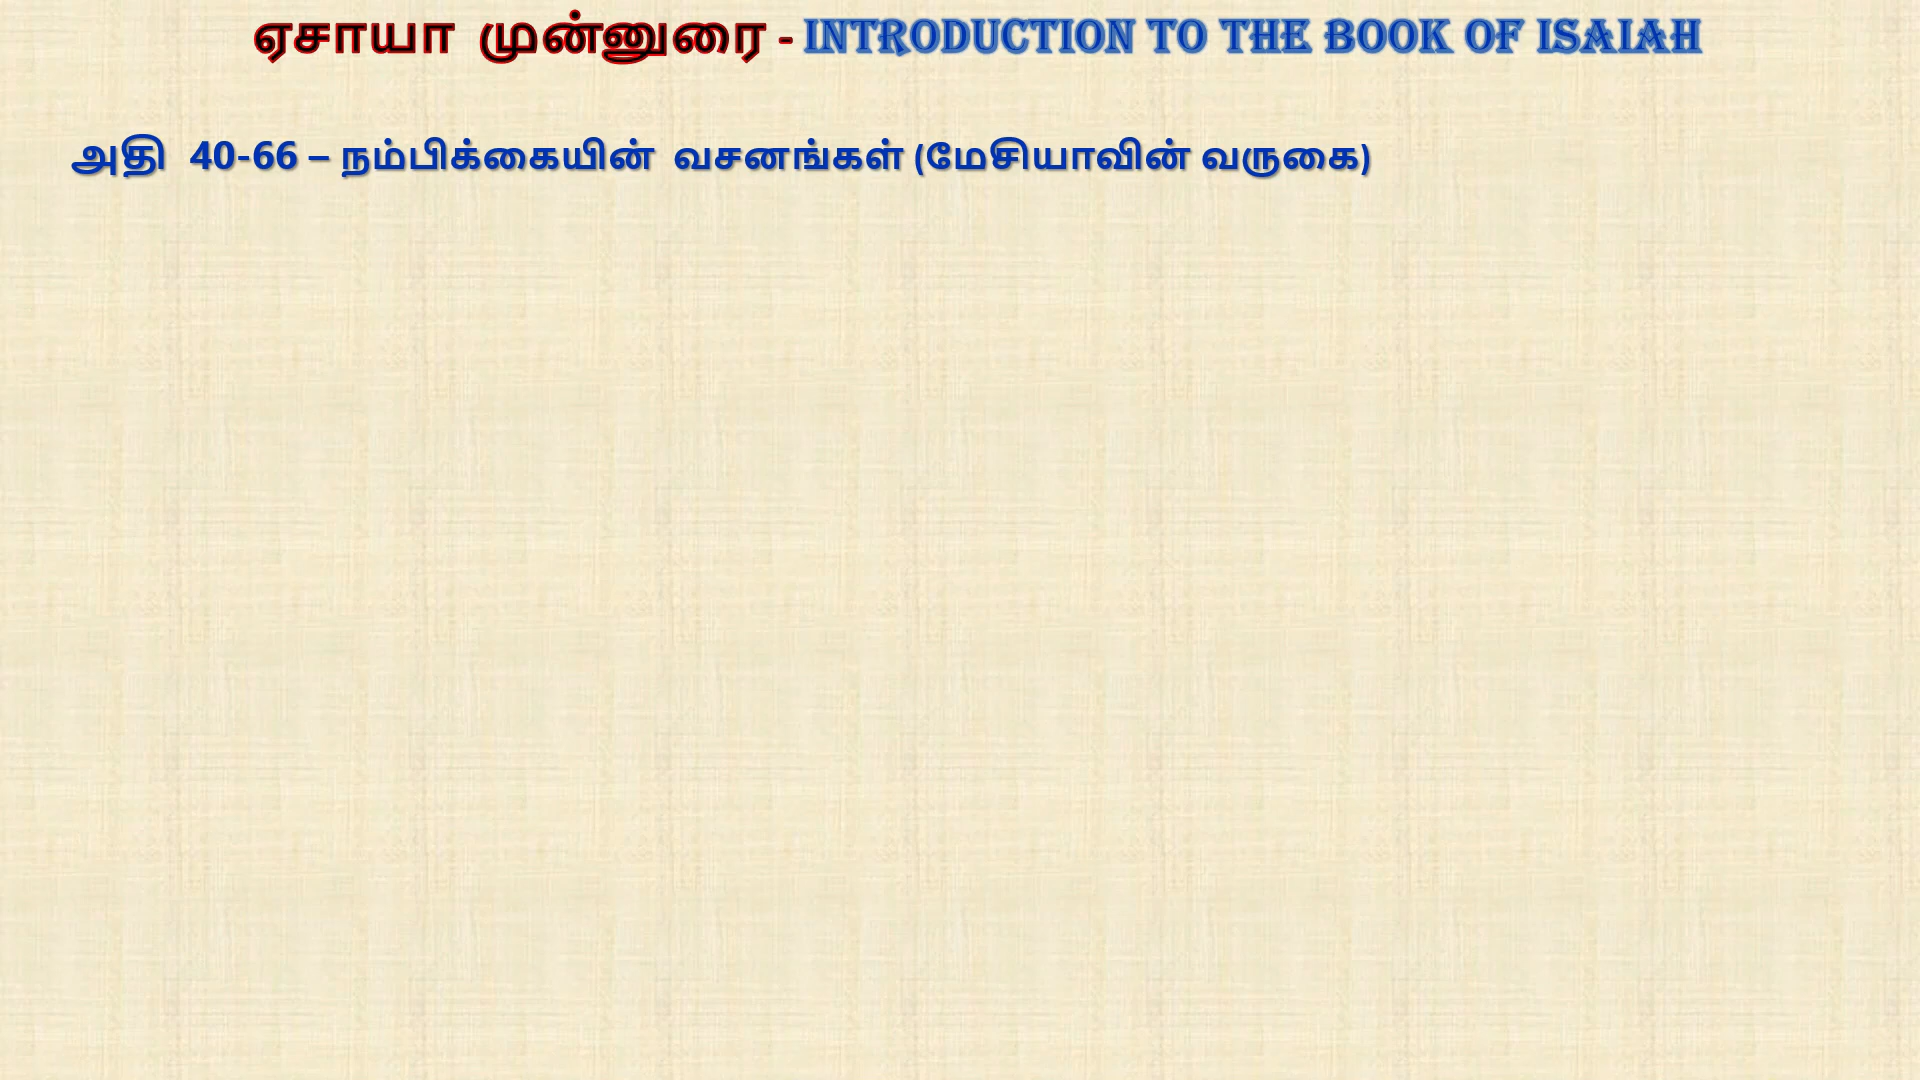 ஏசாயா முன்னுரை - INTRODUCTION TO THE BOOK OF ISAIAH
அதி 40-66 – நம்பிக்கையின் வசனங்கள் (மேசியாவின் வருகை)